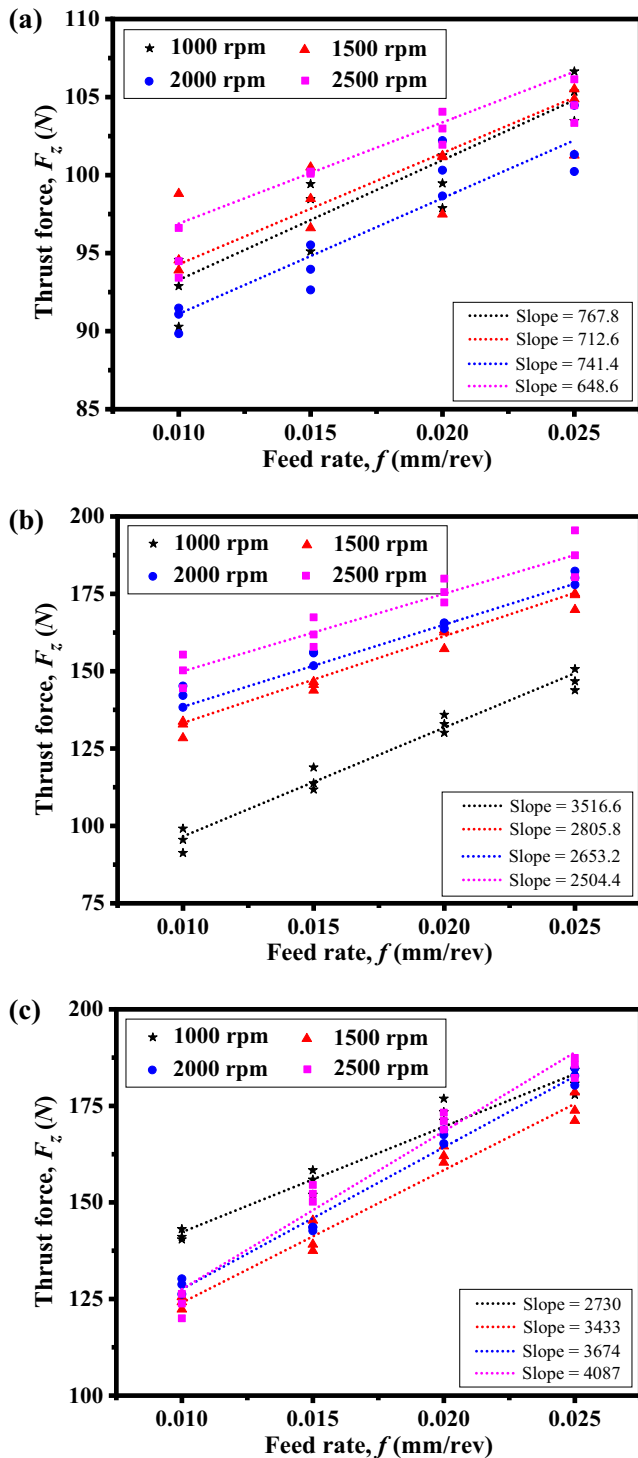 (a)
110
105
100
95
90
85
Thrust force, F_z (N)
1000 rpm 1500 rpm
2000 rpm 2500 rpm
Slope = 767.8
Slope = 712.6
Slope = 741.4
Slope = 648.6
0.010 0.015 0.020 0.025
Feed rate, f (mm/rev)
(b)
200
175
150
125
100
75
Thrust force, F_z (N)
1000 rpm 1500 rpm
2000 rpm 2500 rpm
Slope = 3516.6
Slope = 2805.8
Slope = 2653.2
Slope = 2504.4
0.010 0.015 0.020 0.025
Feed rate, f (mm/rev)
(c)
200
175
150
125
100
Thrust force, F_z (N)
1000 rpm 1500 rpm
2000 rpm 2500 rpm
Slope = 2730
Slope = 3433
Slope = 3674
Slope = 4087
0.010 0.015 0.020 0.025
Feed rate, f (mm/rev)